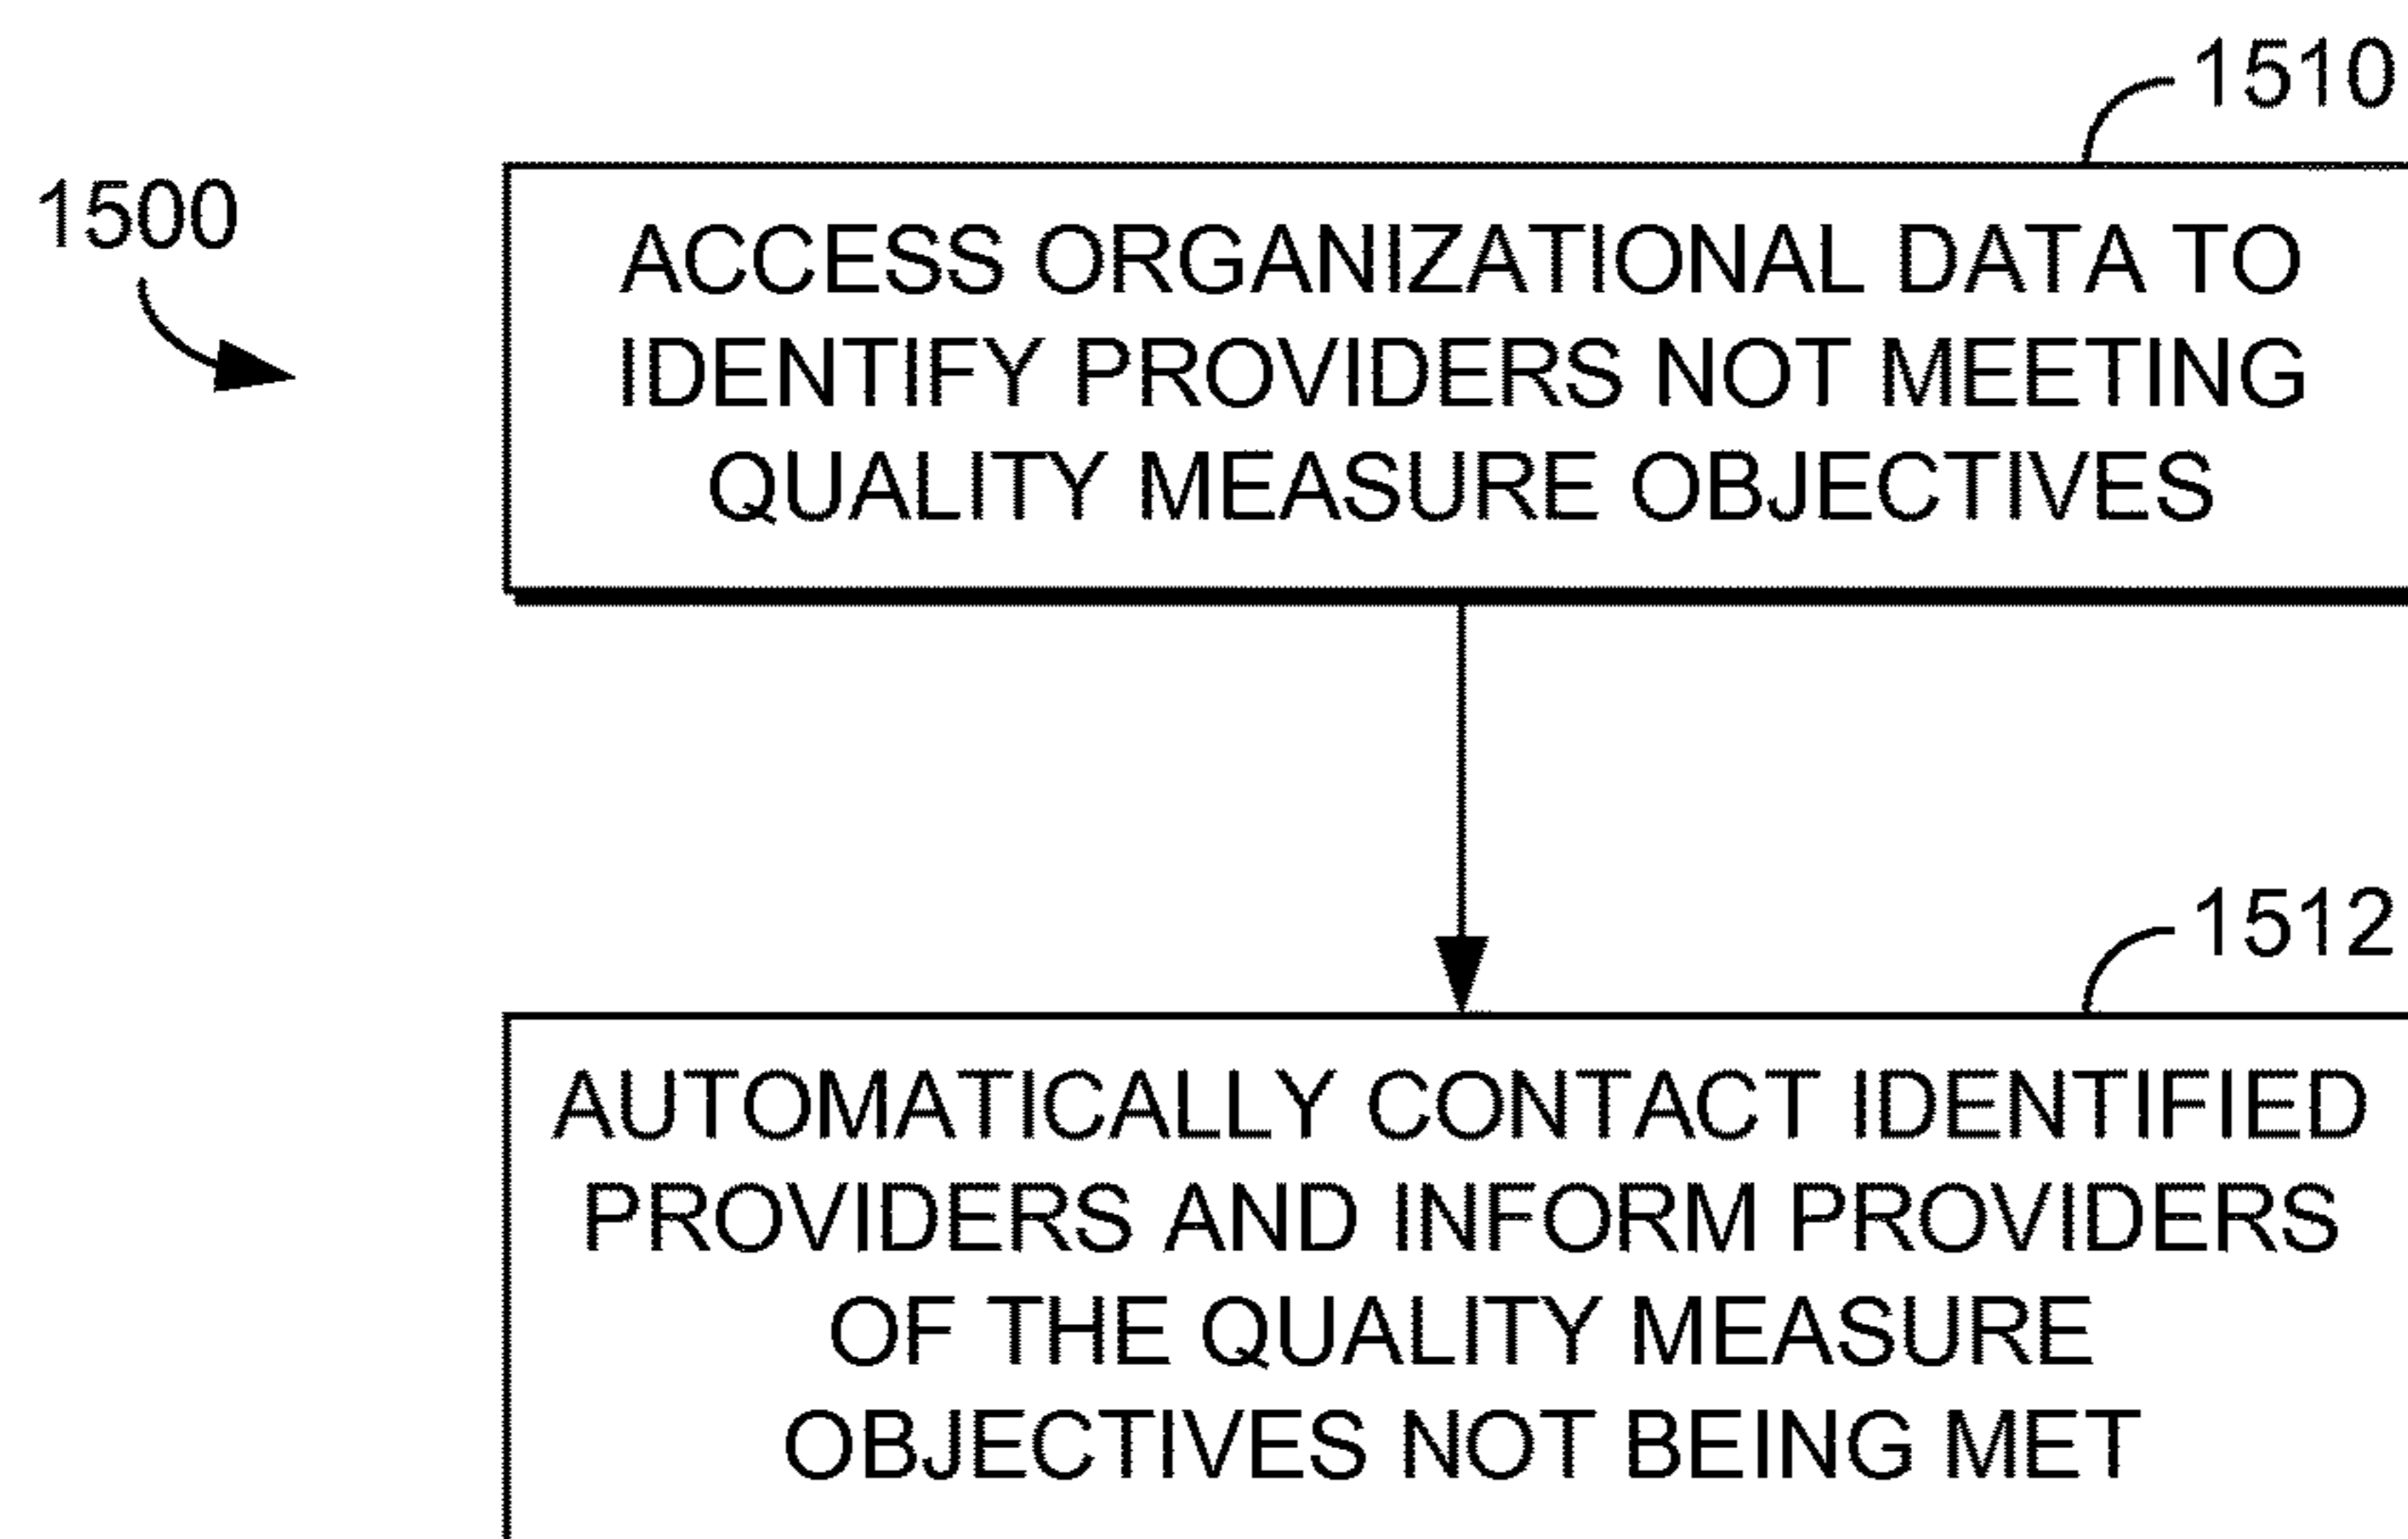 1510
1500
ACCESS ORGANIZATIONAL DATA TO
IDENTIFY PROVIDERS NOT MEETING
QUALITY MEASURE OBJECTIVES
1512
AUTOMATICALLY CONTACT IDENTIFIED
PROVIDERS AND INFORM PROVIDERS
OF THE QUALITY MEASURE
OBJECTIVES NOT BEING MET